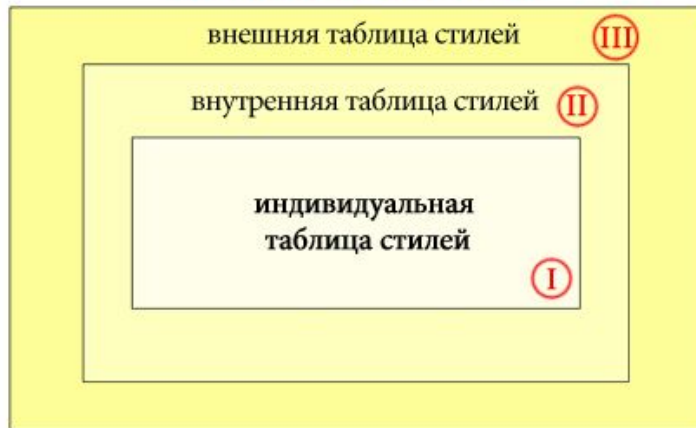 внешняя таблица стилей III
внутренняя таблица стилей II
индивидуальная
таблица стилей
I